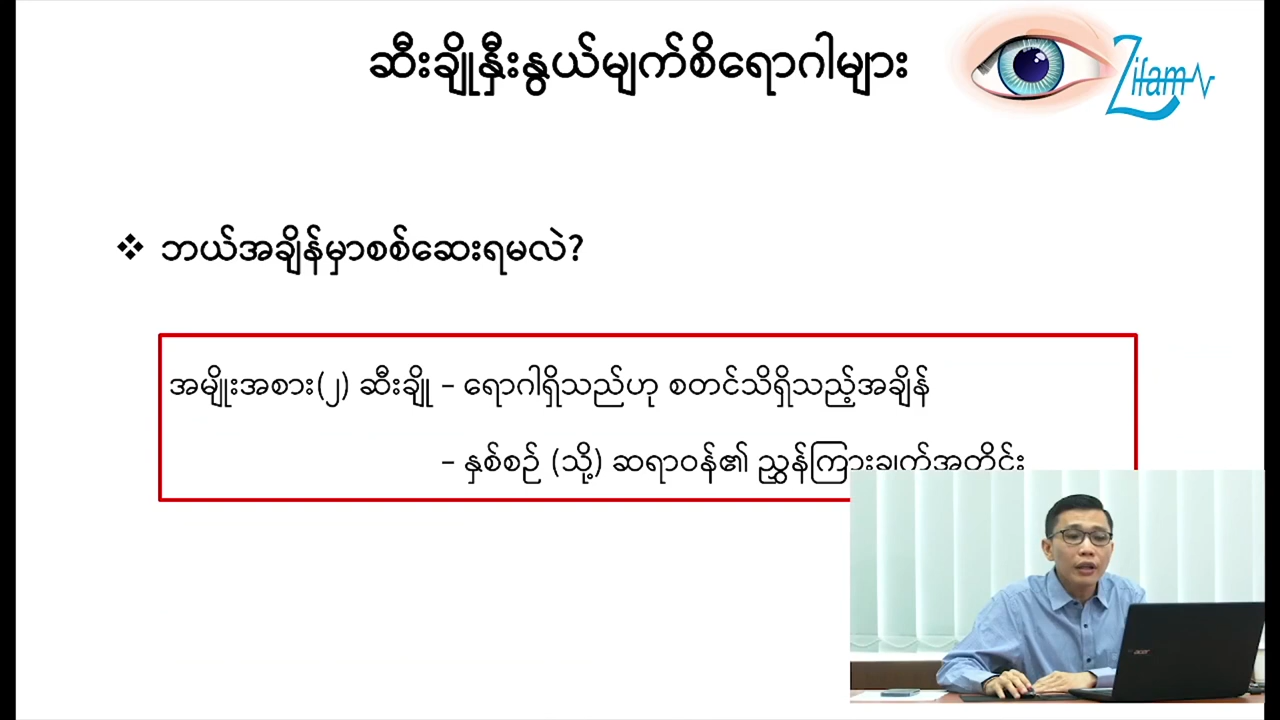 ဆီးချိုနှီးနွယ်မျက်စိရောဂါများ
Zifam
❖ ဘယ်အချိန်မှာစစ်ဆေးရမလဲ?
အမျိုးအစား(၂) ဆီးချို – ရောဂါရှိသည်ဟု စတင်သိရှိသည့်အချိန်
– နှစ်စဉ် (သို့) ဆရာဝန်၏ ညွှန်ကြားချက်အတိုင်း
acer